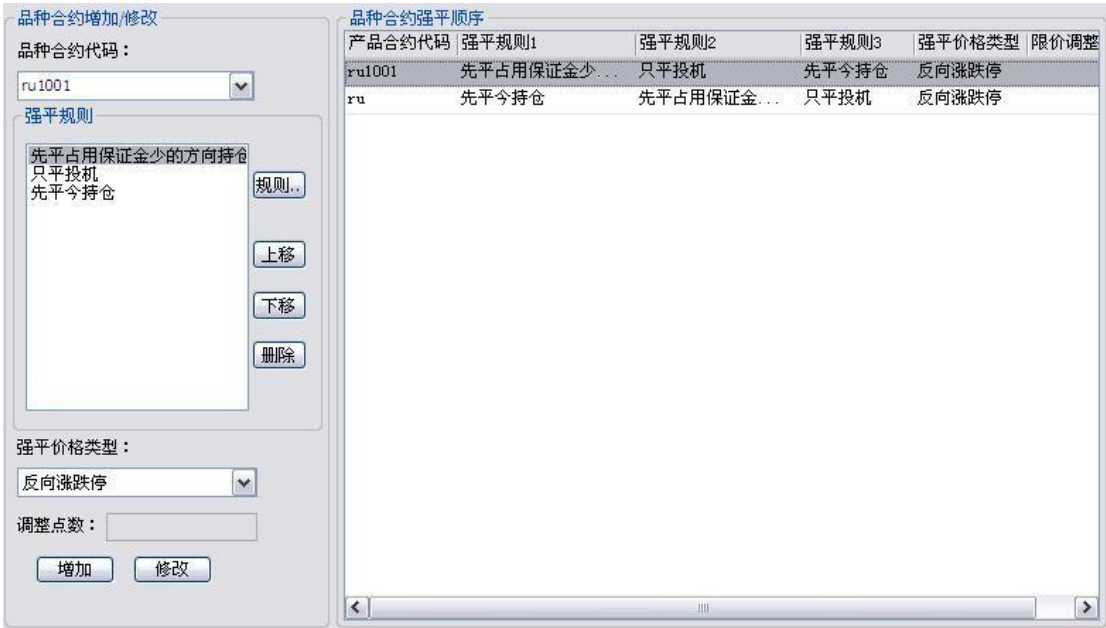 品种合约增加/修改
品种合约代码：
ru1001
强平规则
先平占用保证金少的方向持仓
只平投机
先平今持仓
规则..
上移
下移
删除
强平价格类型：
反向涨跌停
调整点数：
增加 修改
品种合约强平顺序
产品合约代码 强平规则1 强平规则2 强平规则3 强平价格类型 限价调整
ru1001 先平占用保证金少... 只平投机 先平今持仓 反向涨跌停
ru 先平今持仓 先平占用保证金... 只平投机 反向涨跌停